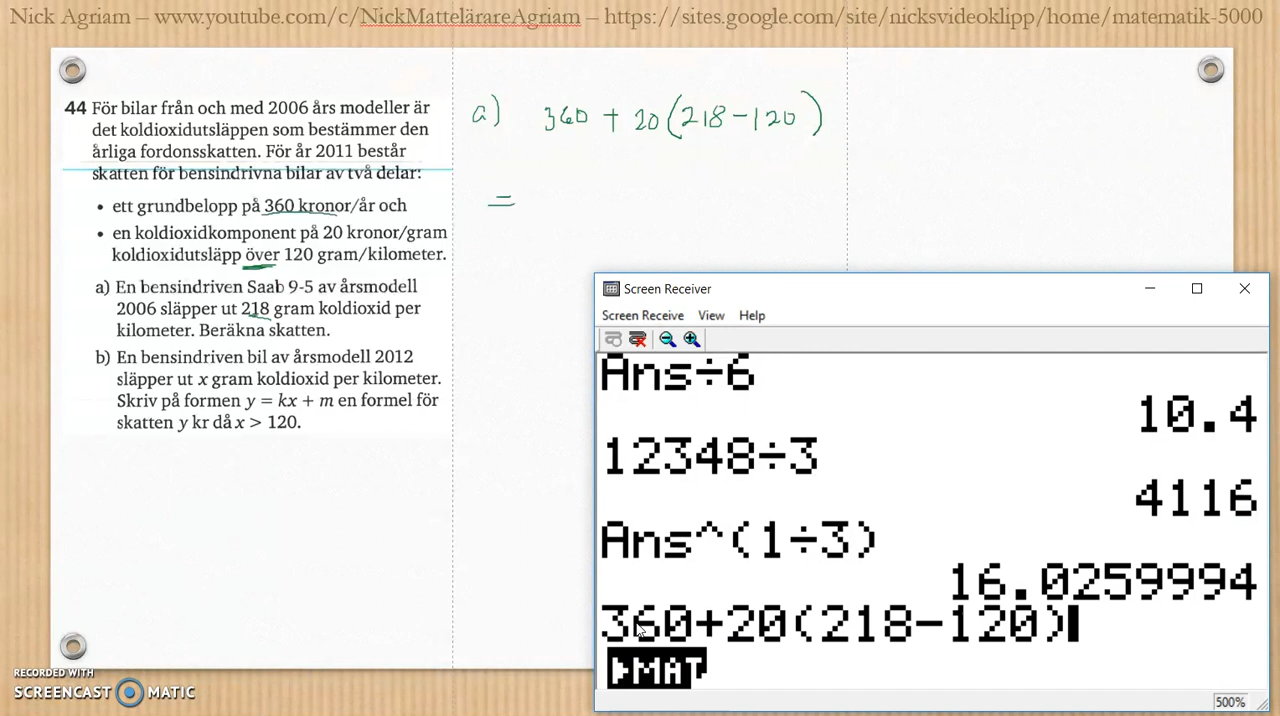 Nick Agriam – www.youtube.com/c/NickMattelärareAgriam – https://sites.google.com/site/nicksvideoklipp/home/matematik-5000
44 För bilar från och med 2006 års modeller är
det koldioxidutsläppen som bestämmer den
årliga fordonsskatten. För år 2011 består
skatten för bensindrivna bilar av två delar:
• ett grundbelopp på 360 kronor/år och
• en koldioxidkomponent på 20 kronor/gram
koldioxidutsläpp över 120 gram/kilometer.
a) En bensindriven Saab 9-5 av årsmodell
2006 släpper ut 218 gram koldioxid per
kilometer. Beräkna skatten.
b) En bensindriven bil av årsmodell 2012
släpper ut x gram koldioxid per kilometer.
Skriv på formen y = kx + m en formel för
skatten y kr då x > 120.
a) 360 + 20(218-120)
=
Screen Receiver
Screen Receive View Help
Ans÷6
10.4
12348÷3
4116
Ans^(1÷3)
16.0259994
360+20(218-120)
▶MAT
500%
RECORDED WITH
SCREENCAST MATIC